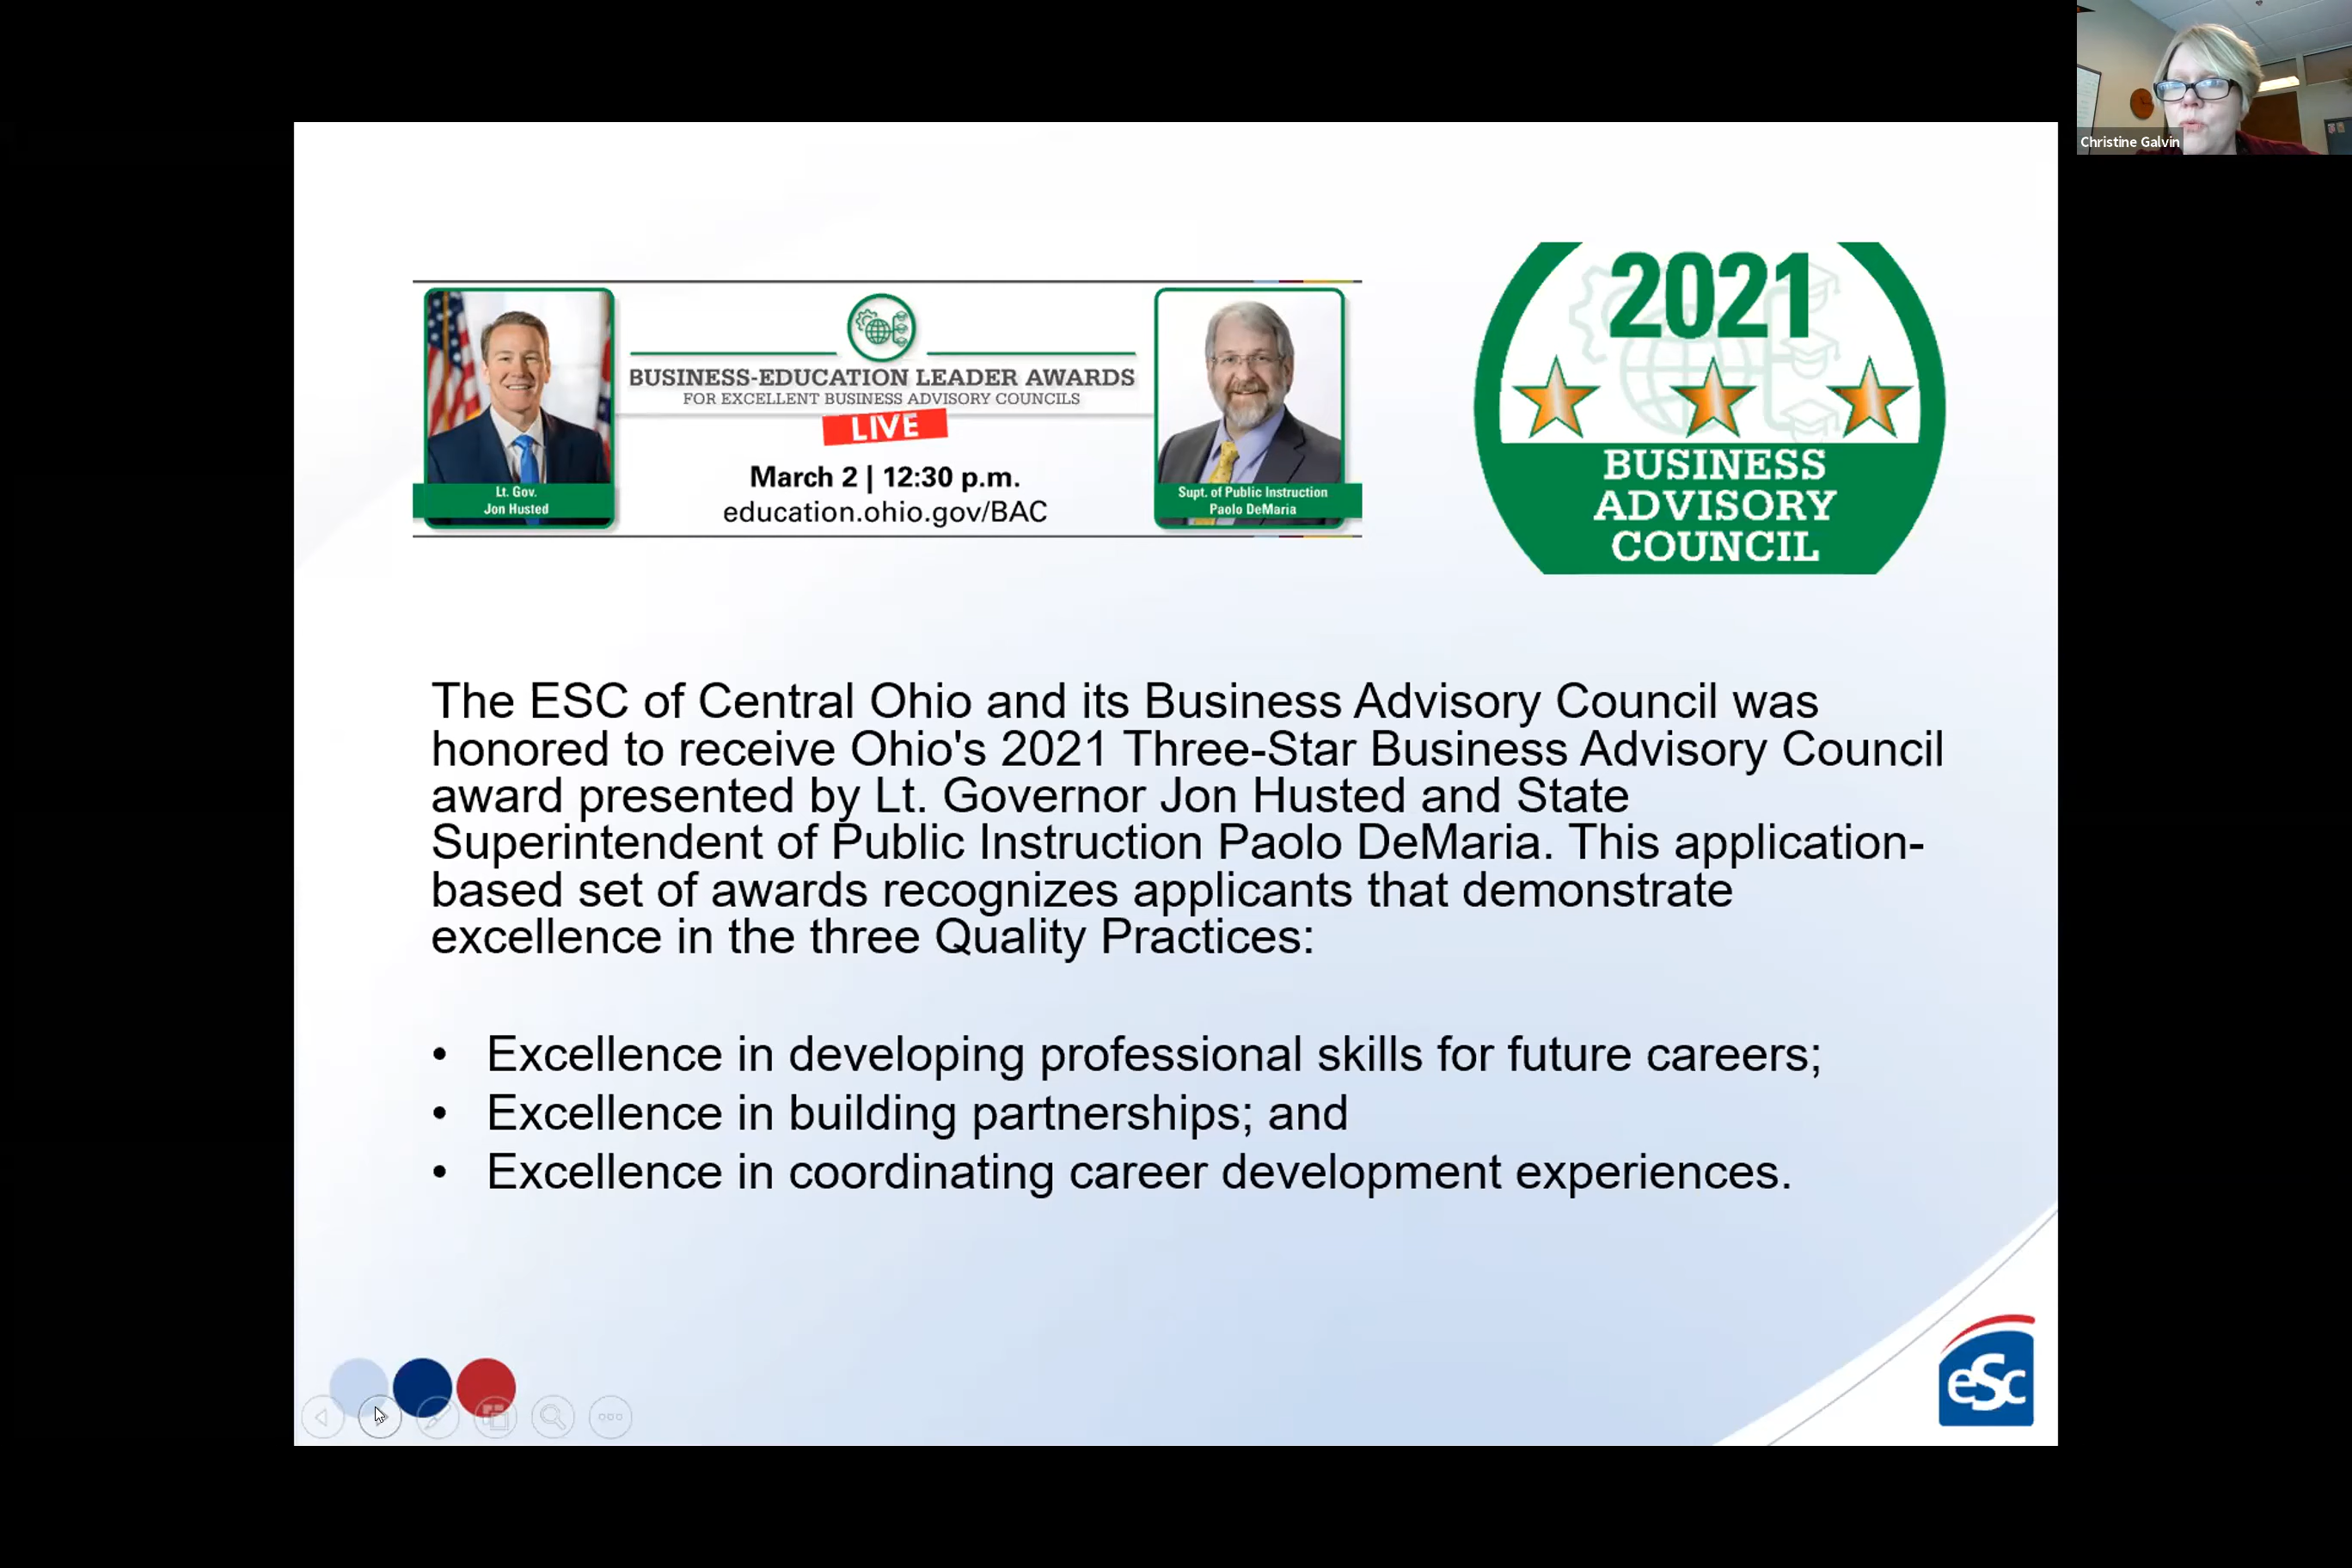 Christine Galvin
BUSINESS-EDUCATION LEADER AWARDS
FOR EXCELLENT BUSINESS ADVISORY COUNCILS
LIVE
March 2 | 12:30 p.m.
education.ohio.gov/BAC
Lt. Gov.
Jon Husted
Supt. of Public Instruction
Paolo DeMaria
2021
BUSINESS
ADVISORY
COUNCIL
The ESC of Central Ohio and its Business Advisory Council was
honored to receive Ohio's 2021 Three-Star Business Advisory Council
award presented by Lt. Governor Jon Husted and State
Superintendent of Public Instruction Paolo DeMaria. This application-
based set of awards recognizes applicants that demonstrate
excellence in the three Quality Practices:
• Excellence in developing professional skills for future careers;
• Excellence in building partnerships; and
• Excellence in coordinating career development experiences.
eSc